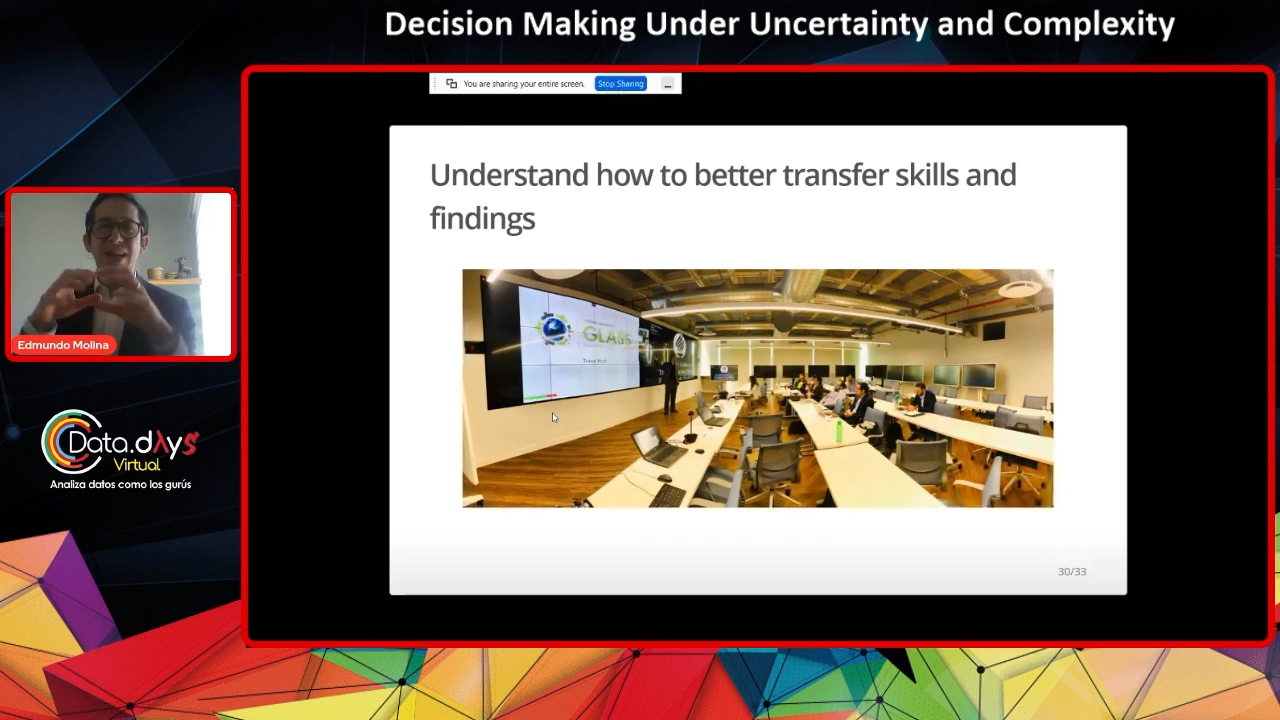 Decision Making Under Uncertainty and Complexity
You are sharing your entire screen.
Stop Sharing
Understand how to better transfer skills and
findings
GLASS
30/33
Edmundo Molina
Data.dAys
Virtual
Analiza datos como los gurús